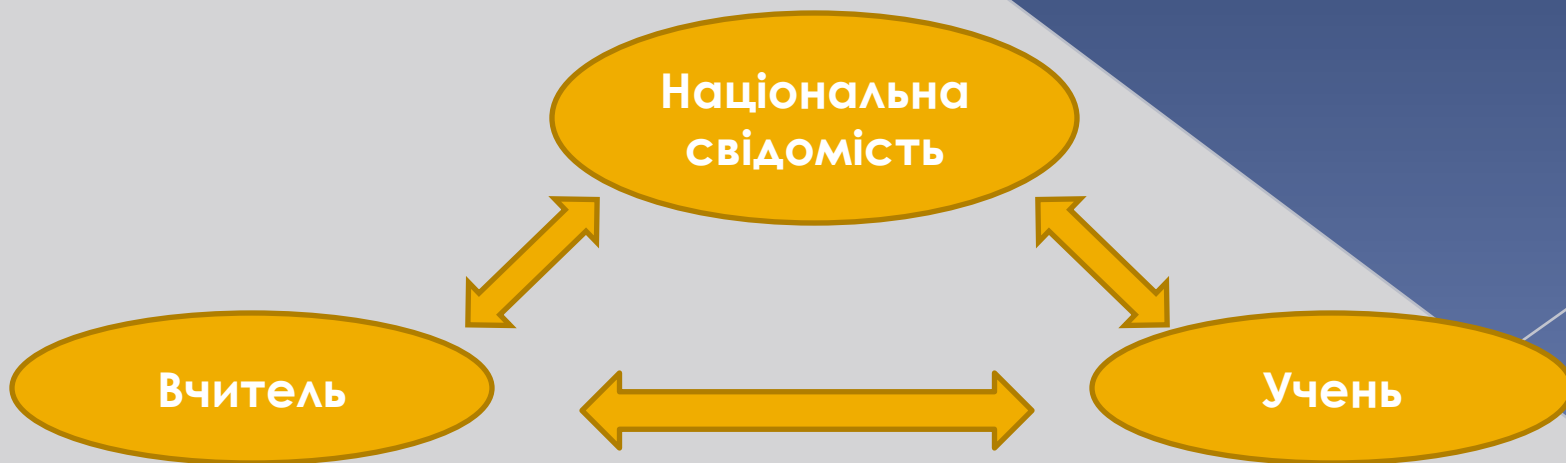 Національна
свідомість
Вчитель
Учень